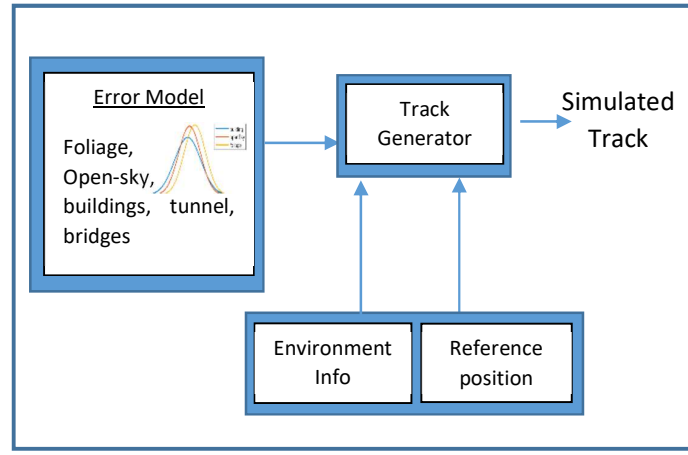 Error Model
Foliage,
Open-sky,
buildings, tunnel,
bridges
Track
Generator
Simulated
Track
Environment
Info
Reference
position